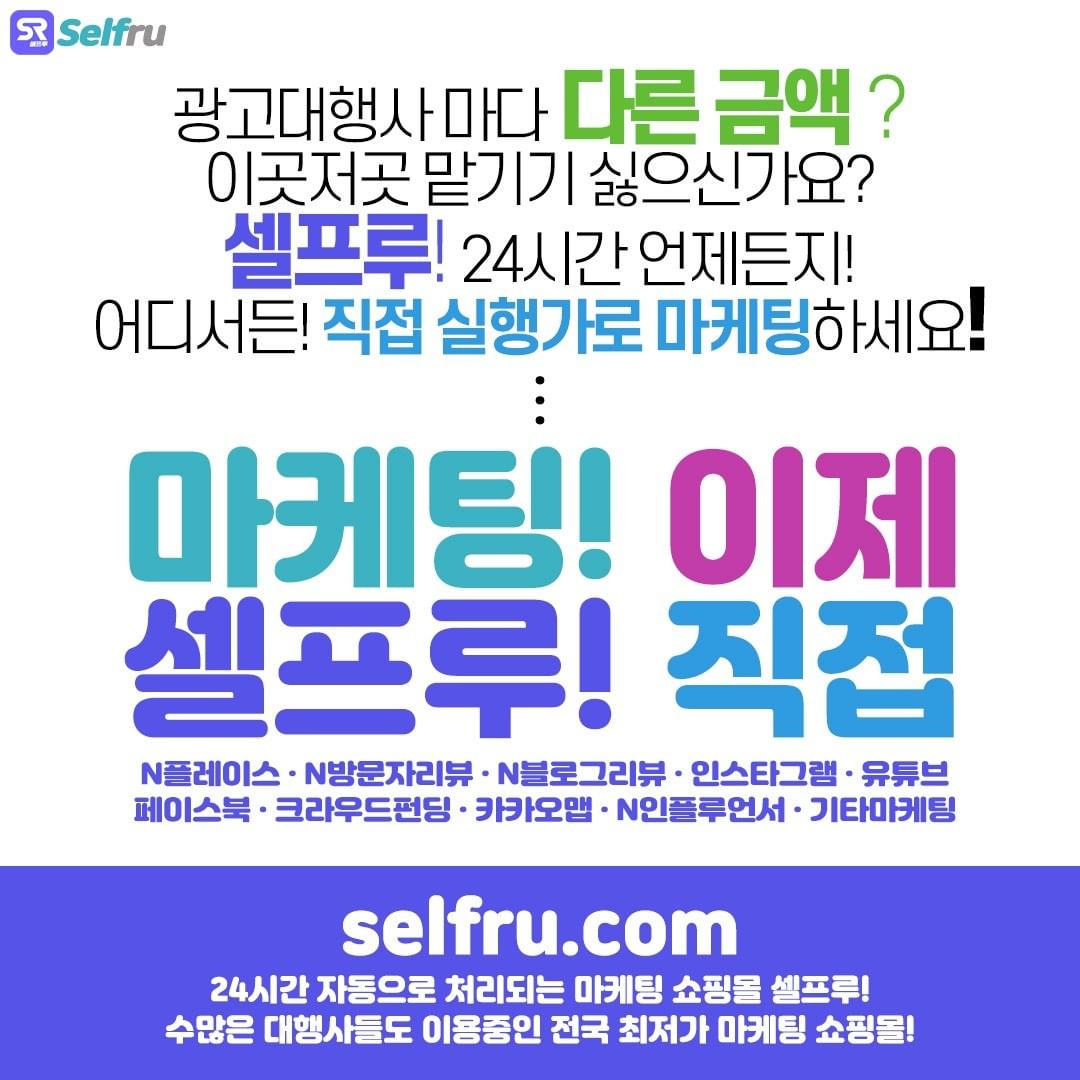 SR 셀프루 Selfru
광고대행사 마다 다른 금액 ?
이곳저곳 맡기기 싫으신가요?
셀프루! 24시간 언제든지!
어디서든! 직접 실행가로 마케팅하세요!
마케팅! 이제
셀프루! 직접
N플레이스 · N방문자리뷰 · N블로그리뷰 · 인스타그램 · 유튜브
페이스북 · 크라우드펀딩 · 카카오맵 · N인플루언서 · 기타마케팅
selfru.com
24시간 자동으로 처리되는 마케팅 쇼핑몰 셀프루!
수많은 대행사들도 이용중인 전국 최저가 마케팅 쇼핑몰!